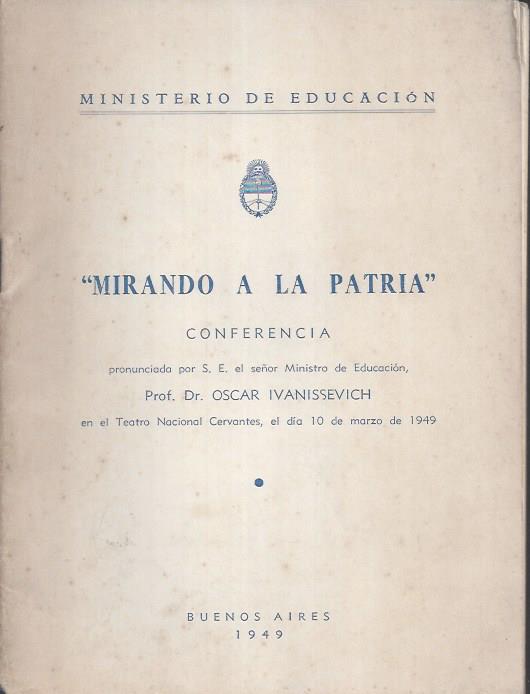 MINISTERIO DE EDUCACIÓN
“MIRANDO A LA PATRIA”
CONFERENCIA
pronunciada por S. E. el señor Ministro de Educación,
Prof. Dr. OSCAR IVANISSEVICH
en el Teatro Nacional Cervantes, el día 10 de marzo de 1949
BUENOS AIRES
1949